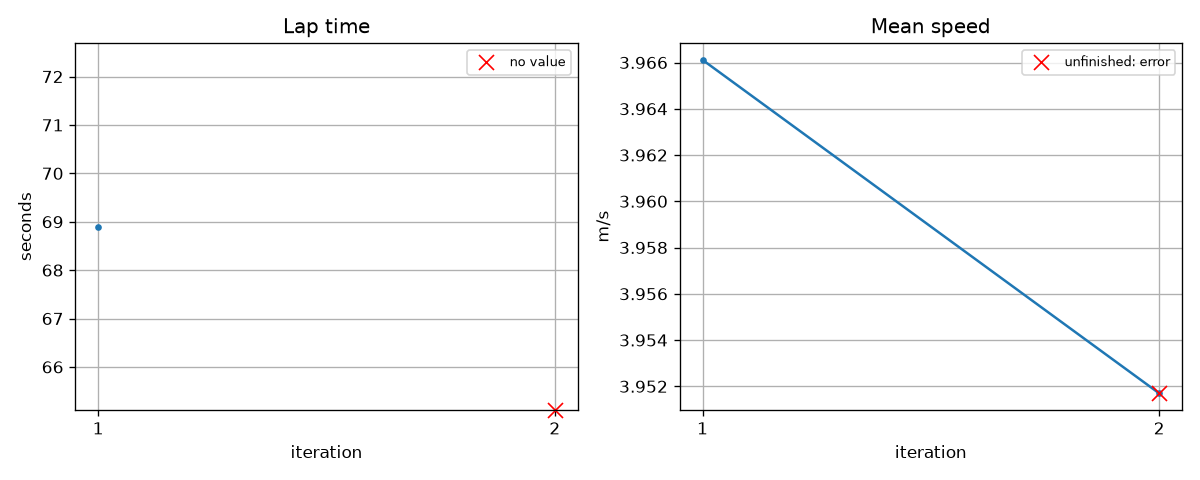 Lap time
no value
72
71
70
69
68
67
66
seconds
1
2
iteration
Mean speed
unfinished: error
3.966
3.964
3.962
3.960
3.958
3.956
3.954
3.952
m/s
1
2
iteration